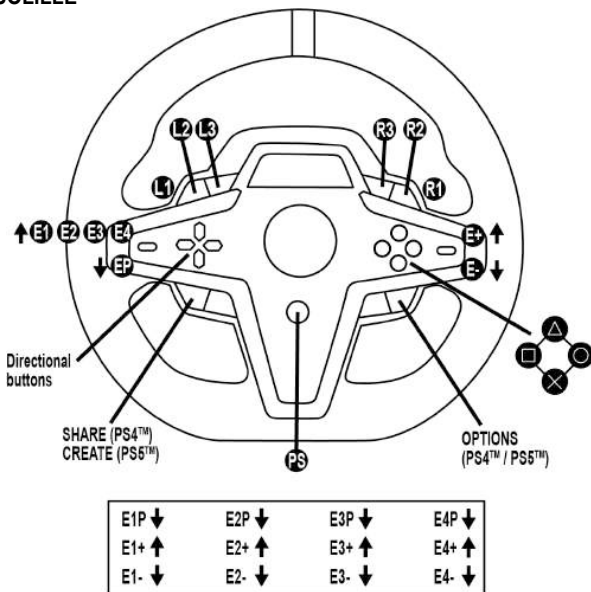 L2 L3 R3 R2
L1 R1
E1 E2 E3 E4 E+
EP E-
Directional
buttons
SHARE (PS4™)
CREATE (PS5™)
PS
OPTIONS
(PS4™ / PS5™)
E1P ↓ E2P ↓ E3P ↓ E4P ↓
E1+ ↑ E2+ ↑ E3+ ↑ E4+ ↑
E1- ↓ E2- ↓ E3- ↓ E4- ↓